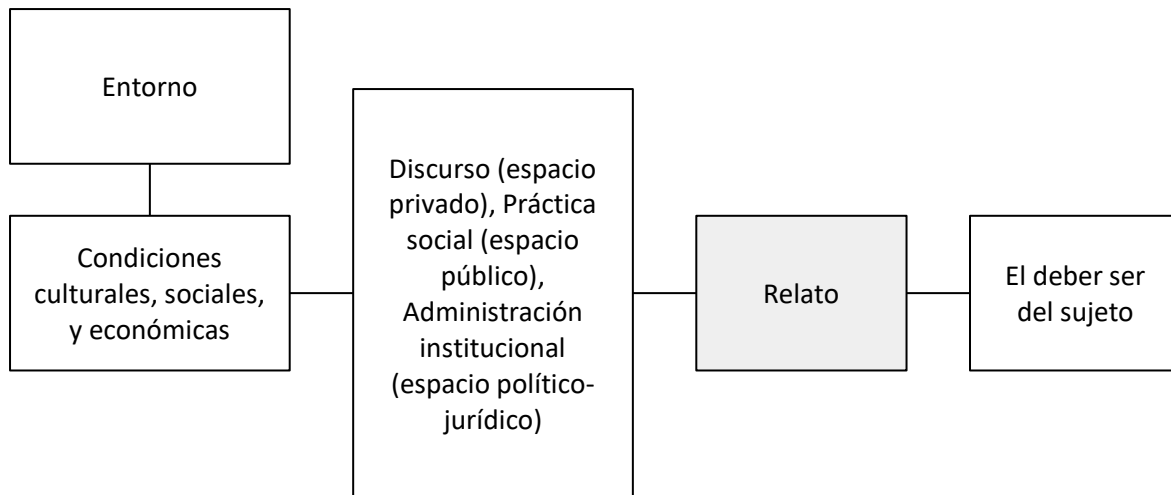 Entorno
Condiciones
culturales, sociales,
y económicas
Discurso (espacio
privado), Práctica
social (espacio
público),
Administración
institucional
(espacio político-
jurídico)
Relato
El deber ser
del sujeto